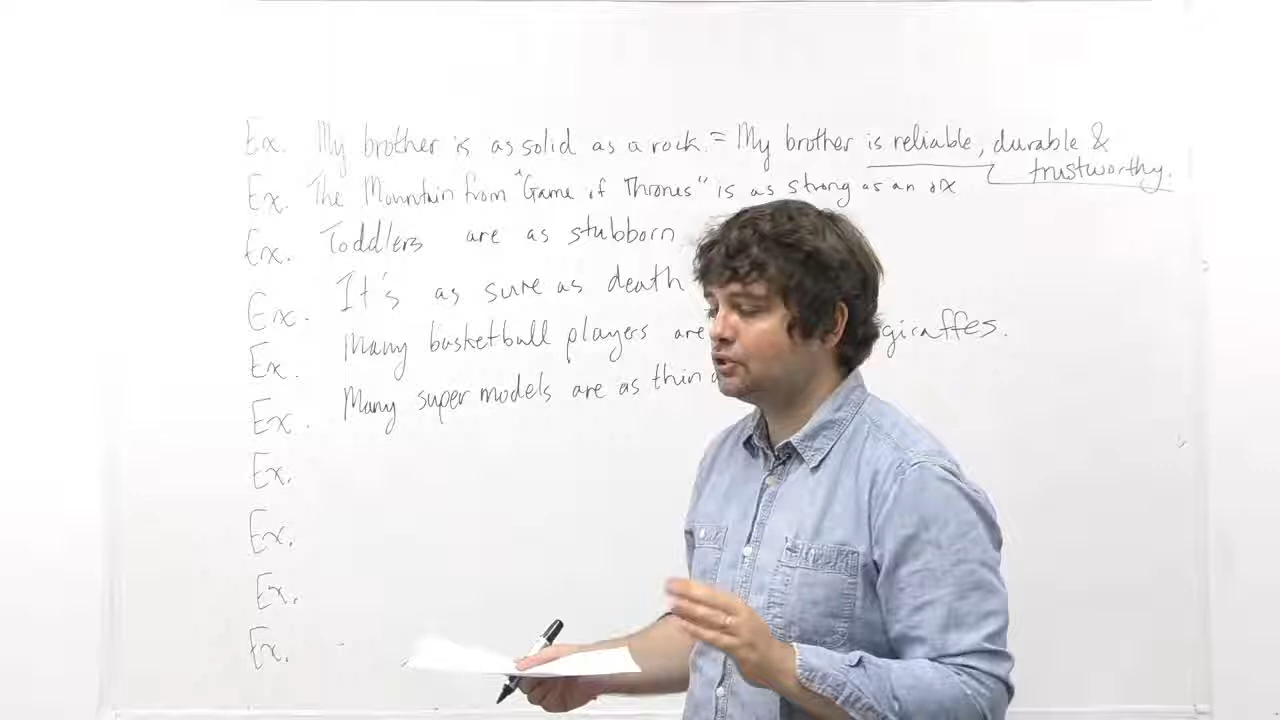 Ex. My brother is as solid as a rock. = My brother is reliable, durable &
trustworthy.
Ex. The Mountain from "Game of Thrones" is as strong as an ox
Ex. Toddlers are as stubborn
Ex. It's as sure as death
Ex. Many basketball players are giraffes.
Ex. Many super models are as thin
Ex.
Ex.
Ex.
Ex.